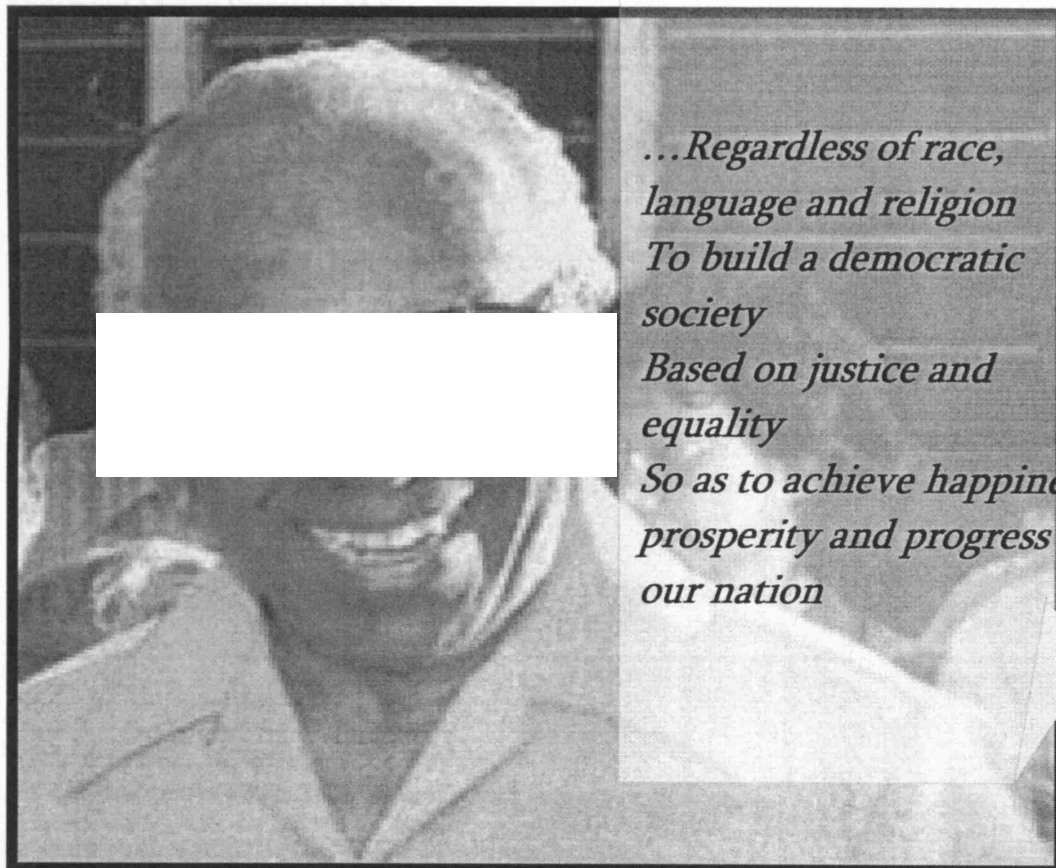 ...Regardless of race,
language and religion
To build a democratic
society
Based on justice and
equality
So as to achieve
prosperity and progress
our nation